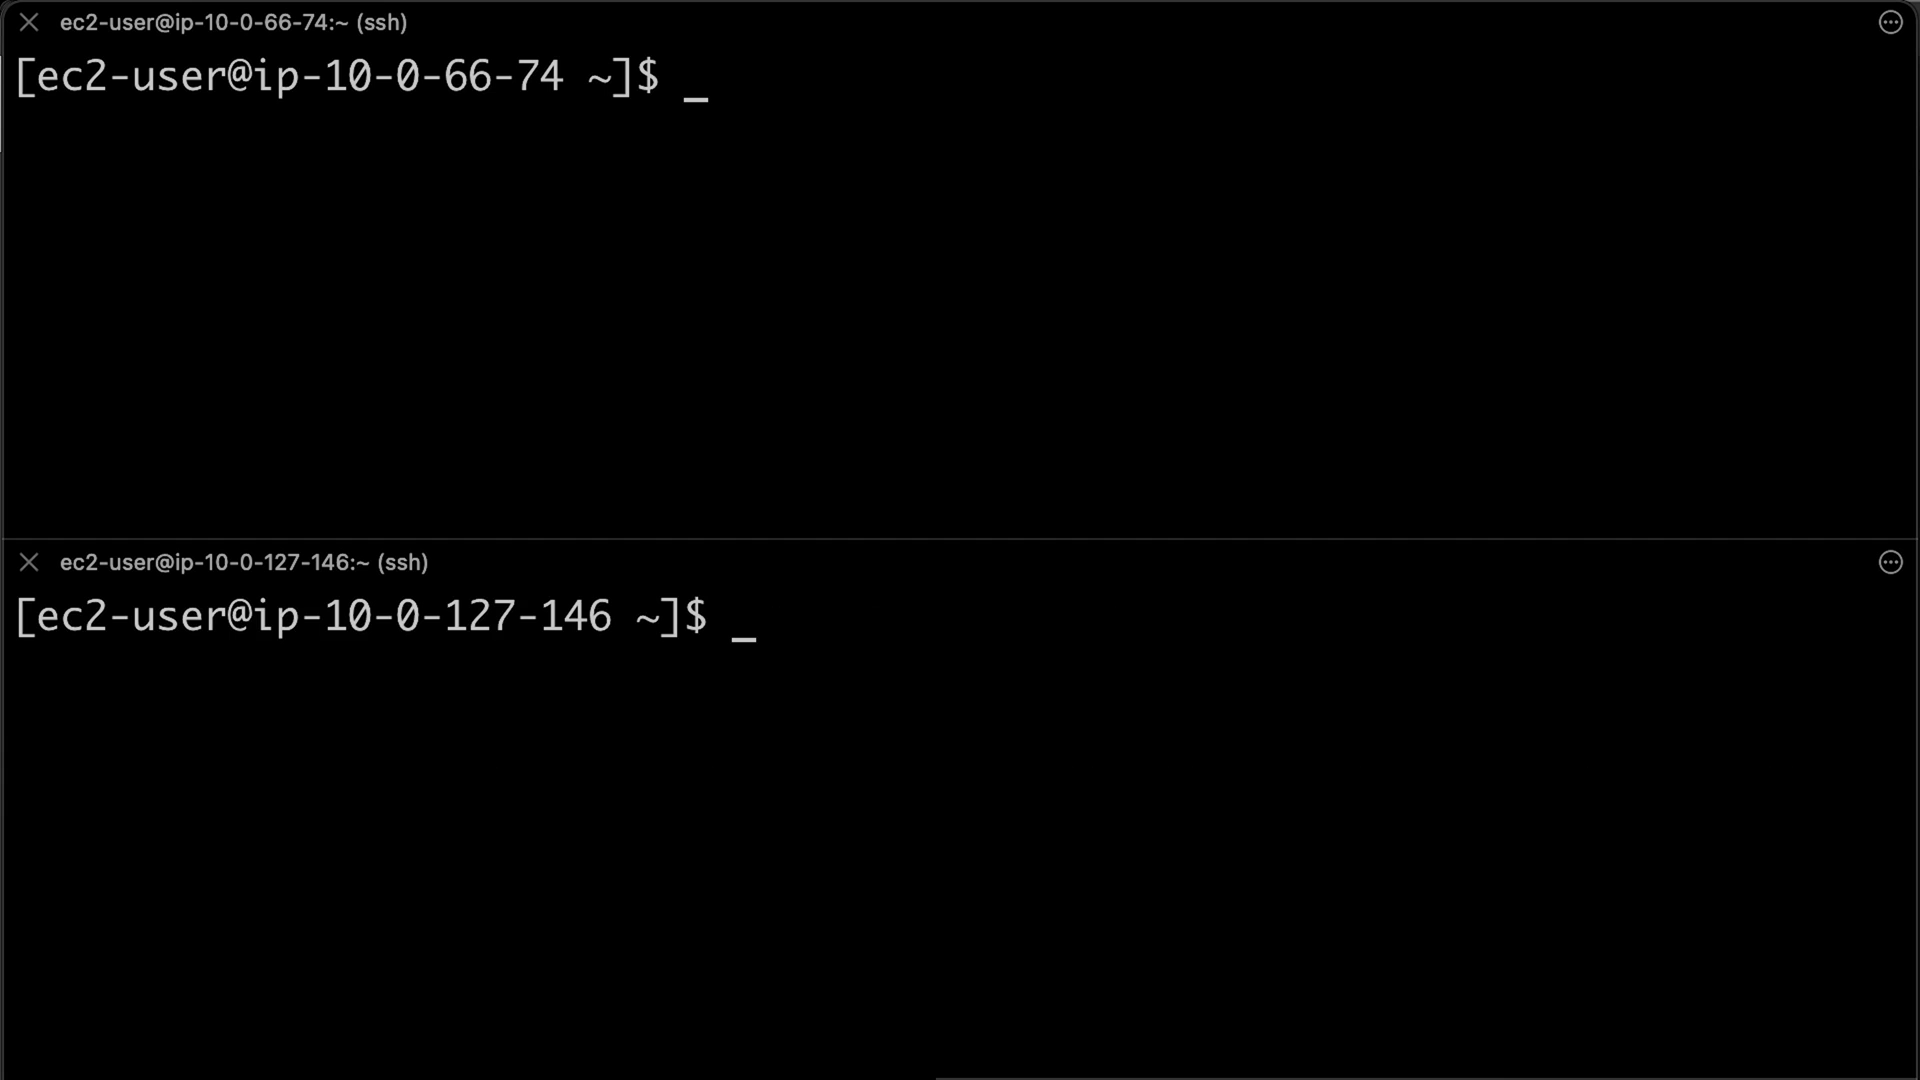 ec2-user@ip-10-0-66-74:~ (ssh)
[ec2-user@ip-10-0-66-74 ~]$ _
ec2-user@ip-10-0-127-146:~ (ssh)
[ec2-user@ip-10-0-127-146 ~]$ _